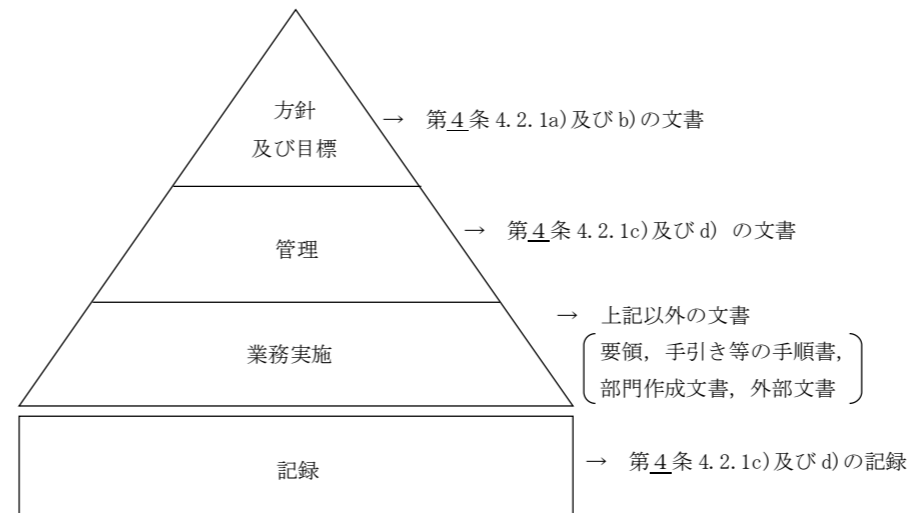 方針
及び目標
→ 第４条 4.2.1a)及び b)の文書
管理
→ 第４条 4.2.1c)及び d) の文書
業務実施
→ 上記以外の文書
要領，手引き等の手順書，
部門作成文書，外部文書
記録
→ 第４条 4.2.1c)及び d)の記録